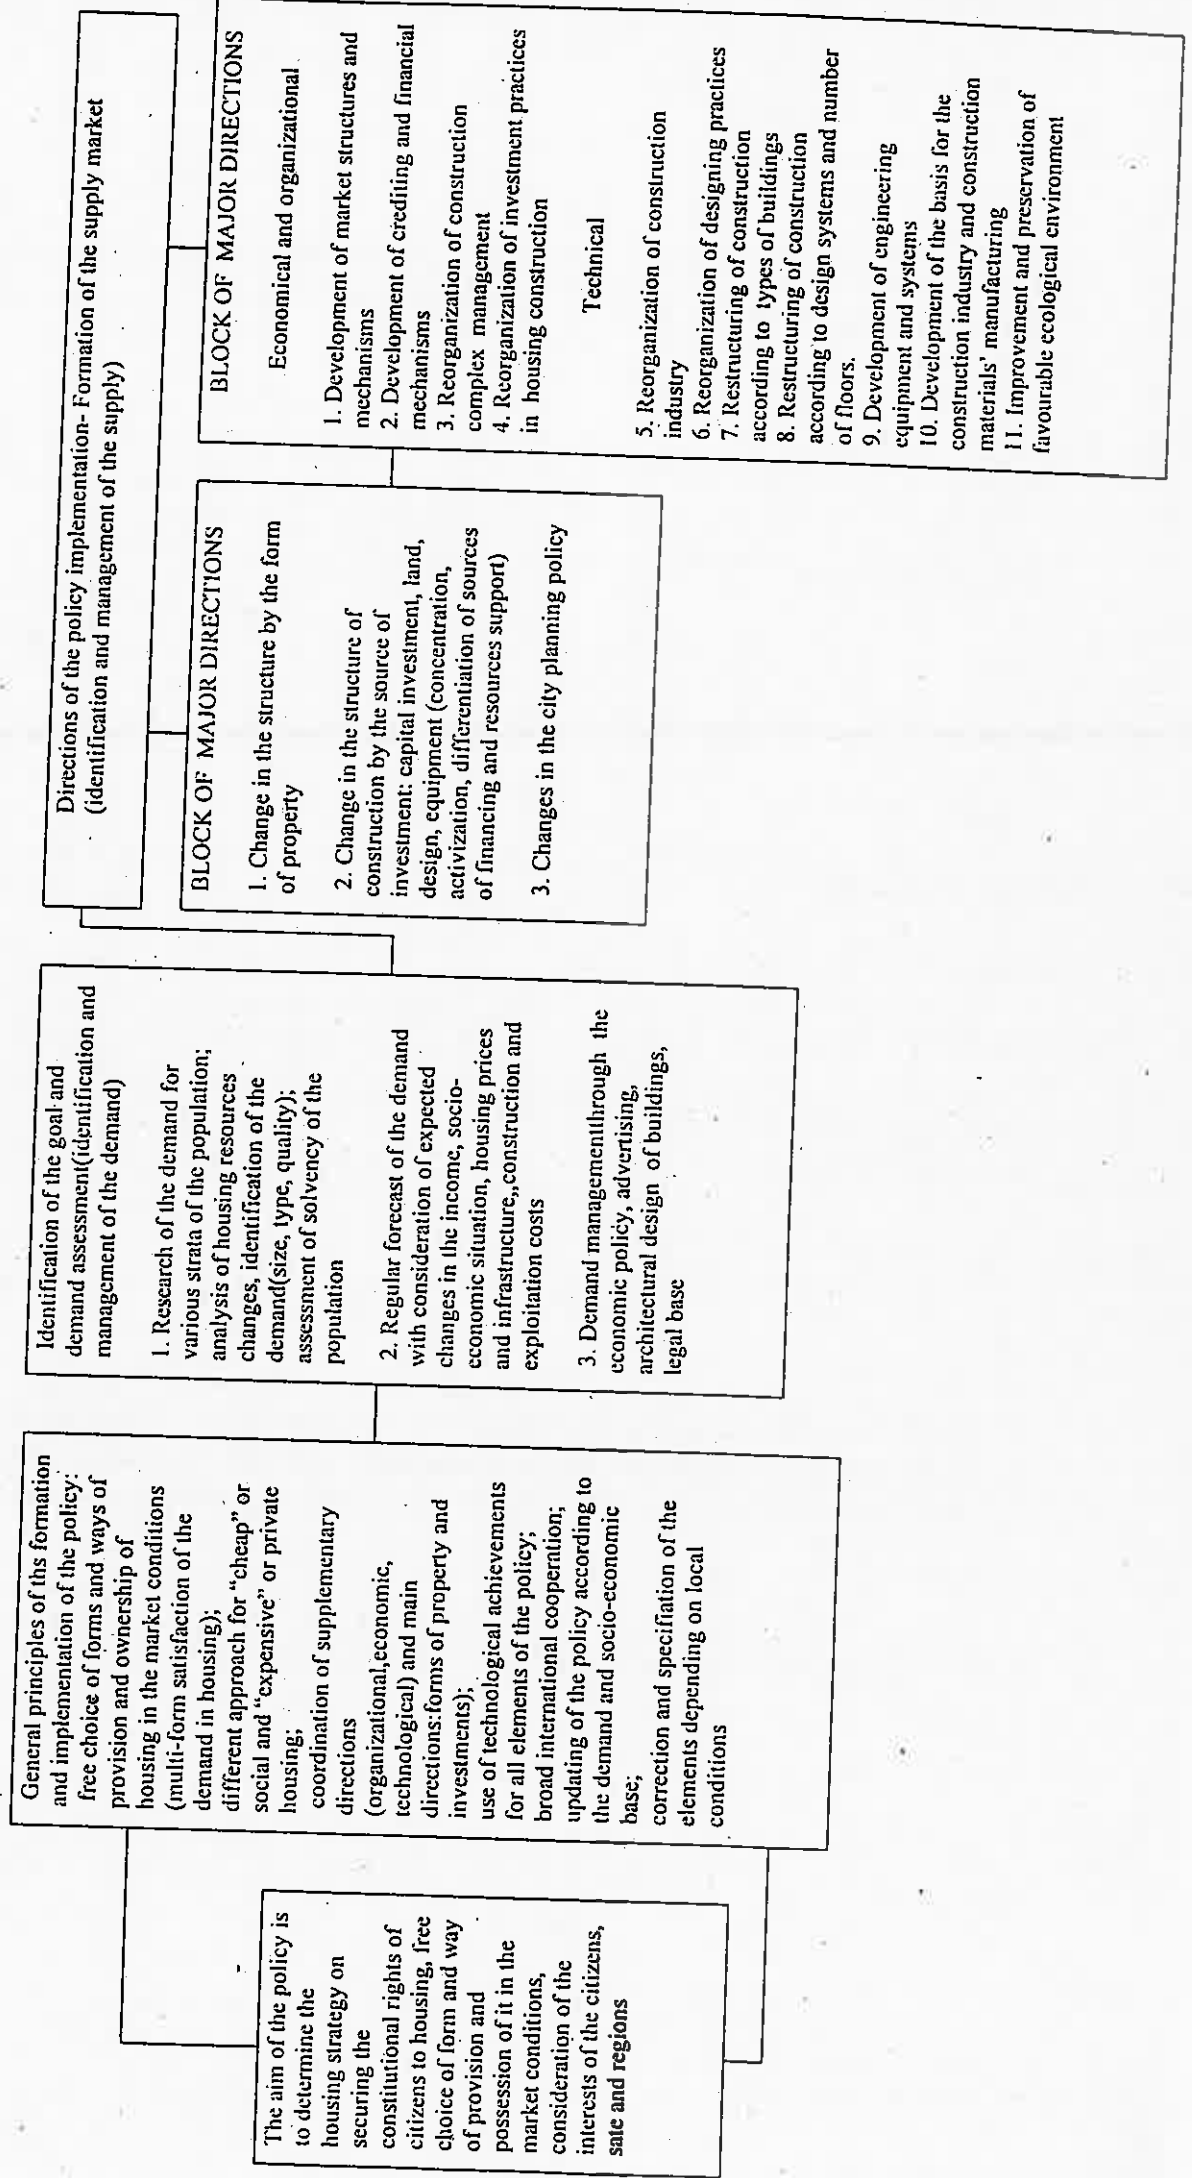 The aim of the policy is
to determine the
housing strategy on
securing the
constitutional rights of
citizens to housing, free
choice of form and way
of provision and
possession of it in the
market conditions,
consideration of the
interests of the citizens,
sate and regions
General principles of ths formation
and implementation of the policy:
free choice of forms and ways of
provision and ownership of
housing in the market conditions
(multi-form satisfaction of the
demand in housing);
different approach for “cheap” or
social and “expensive” or private
housing;
coordination of supplementary
directions
(organizational,economic,
technological) and main
directions:forms of property and
investments);
use of technological achievements
for all elements of the policy;
broad international cooperation;
updating of the policy according to
the demand and socio-economic
base;
correction and specifiation of the
elements depending on local
conditions
Identification of the goal and
demand assessment(identification and
management of the demand)
1. Research of the demand for
various strata of the population;
analysis of housing resources
changes, identification of the
demand(size, type, quality);
assessment of solvency of the
population
2. Regular forecast of the demand
with consideration of expected
changes in the income, socio-
economic situation, housing prices
and infrastructure,,construction and
exploitation costs
3. Demand managementthrough the
economic policy, advertising,
architectural design of buildings,
legal base
Directions of the policy implementation- Formation of the supply market
(identification and management of the supply)
BLOCK OF MAJOR DIRECTIONS
1. Change in the structure by the form
of property
2. Change in the structure of
construction by the source of
investment: capital investment, land,
design, equipment (concentration,
activization, differentiation of sources
of financing and resources support)
3. Changes in the city planning policy
BLOCK OF MAJOR DIRECTIONS
Economical and organizational
1. Development of market structures and
mechanisms
2. Development of crediting and financial
mechanisms
3. Reorganization of construction
complex management
4. Reorganization of investment practices
in housing construction
Technical
5. Reorganization of construction
industry
6. Reorganization of designing practices
7. Restructuring of construction
according to types of buildings
8. Restructuring of construction
according to design systems and number
of floors.
9. Development of engineering
equipment and systems
10. Development of the basis for the
construction industry and construction
materials' manufacturing
11. Improvement and preservation of
favourable ecological environment